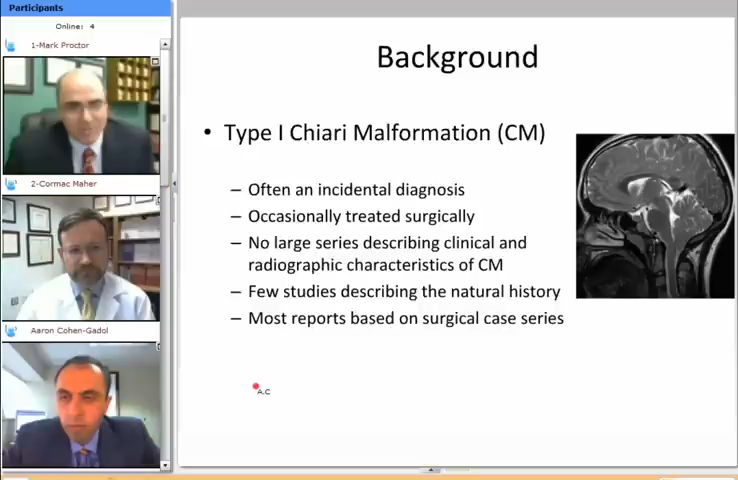 Participants
Online: 4
1-Mark Proctor
2-Cormac Maher
Aaron Cohen-Gadol
Background
• Type I Chiari Malformation (CM)
– Often an incidental diagnosis
– Occasionally treated surgically
– No large series describing clinical and
radiographic characteristics of CM
– Few studies describing the natural history
– Most reports based on surgical case series
A.C